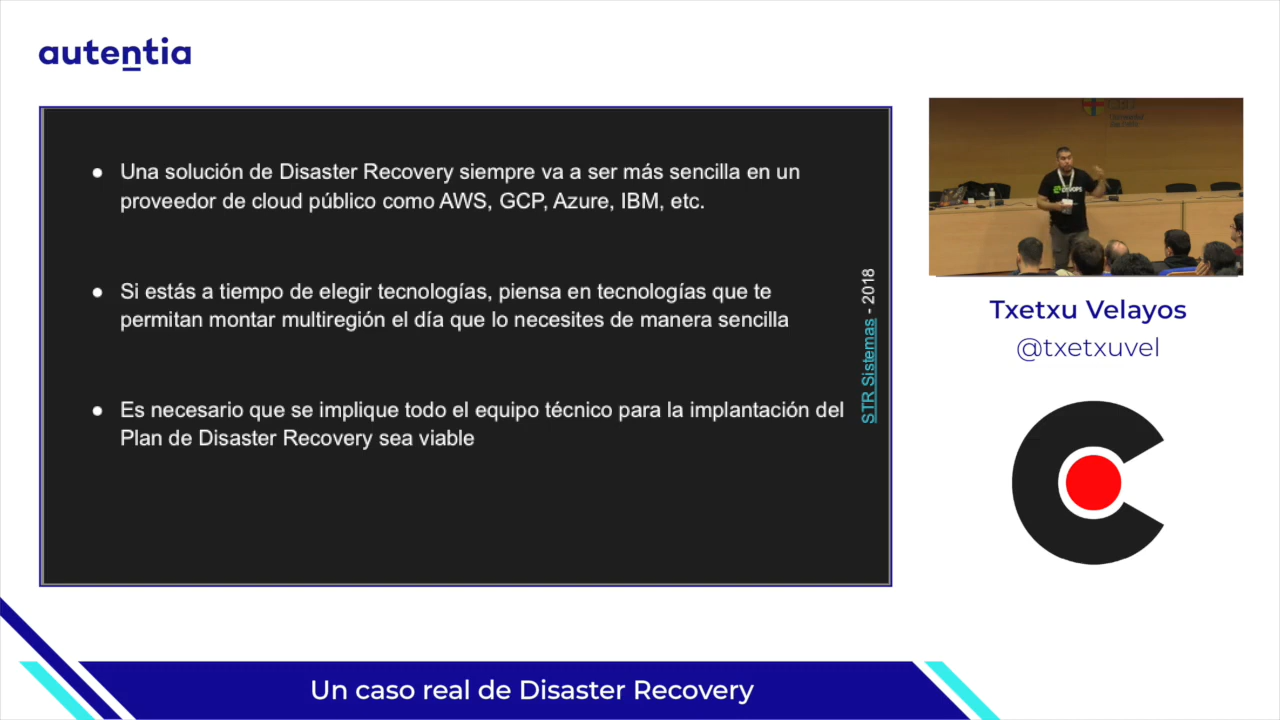 autentia
Una solución de Disaster Recovery siempre va a ser más sencilla en un
proveedor de cloud público como AWS, GCP, Azure, IBM, etc.
Si estás a tiempo de elegir tecnologías, piensa en tecnologías que te
permitan montar multiregión el día que lo necesites de manera sencilla
Es necesario que se implique todo el equipo técnico para la implantación del
Plan de Disaster Recovery sea viable
STR Sistemas - 2018
Txetxu Velayos
@txetxuvel
Un caso real de Disaster Recovery